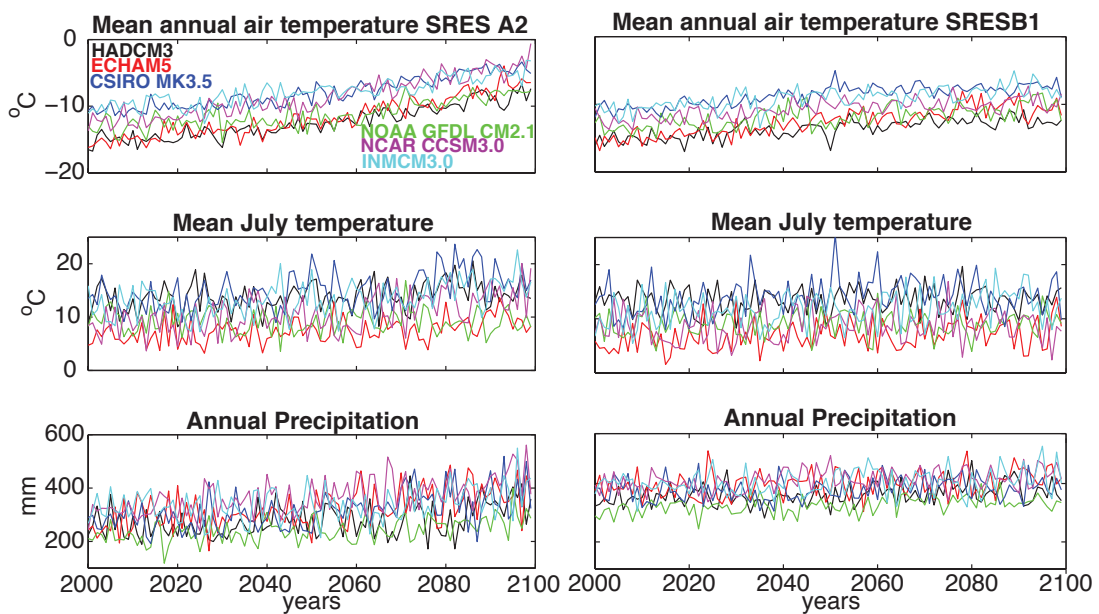 Mean annual air temperature SRES A2
Mean annual air temperature SRESB1
0
−10
−20
°C
HADCM3
ECHAM5
CSIRO MK3.5
NOAA GFDL CM2.1
NCAR CCSM3.0
INMCM3.0
Mean July temperature
Mean July temperature
20
10
0
°C
Annual Precipitation
Annual Precipitation
600
400
200
mm
2000 2020 2040 2060 2080 2100
2000 2020 2040 2060 2080 2100
years
years